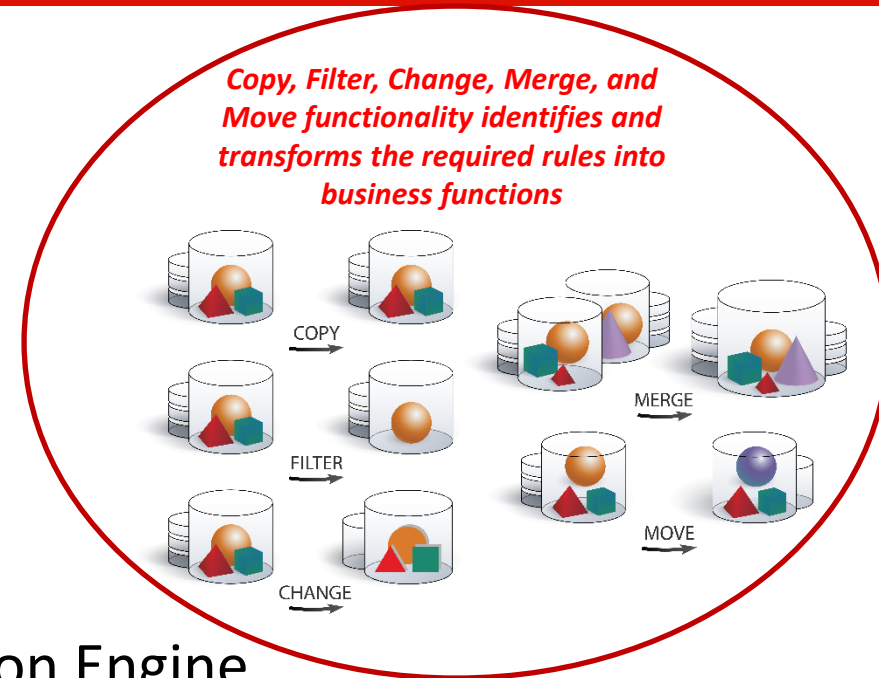 Copy, Filter, Change, Merge, and
Move functionality identifies and
transforms the required rules into
business functions
COPY
MERGE
FILTER
MOVE
CHANGE
on Engine